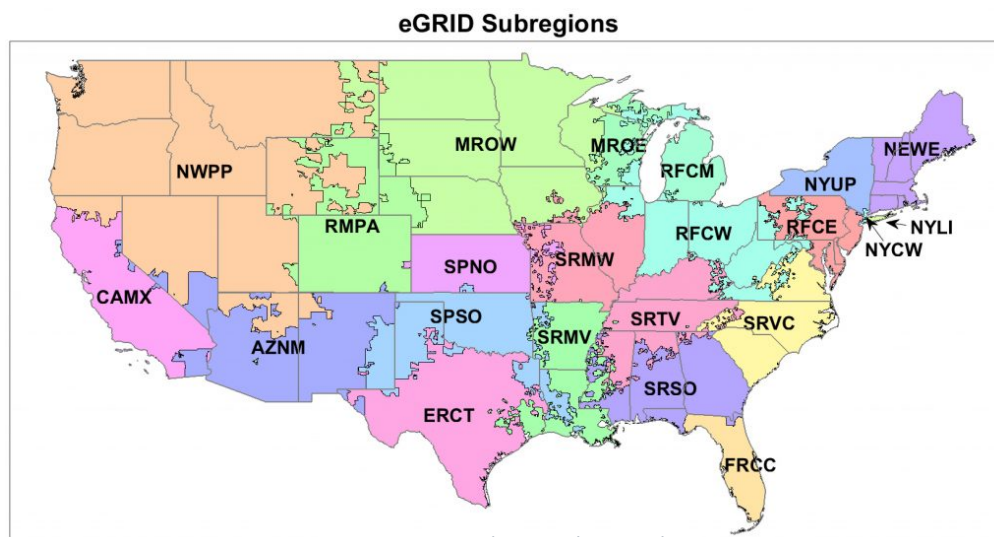 eGRID Subregions
NWPP
MROW
MROE
RFCM
NEWE
NYUP
RMPA
RFCW
RFCE
NYLI
NYCW
SPNO
SRMW
CAMX
SPSO
SRTV
SRVC
AZNM
SRMV
SRSO
ERCT
FRCC